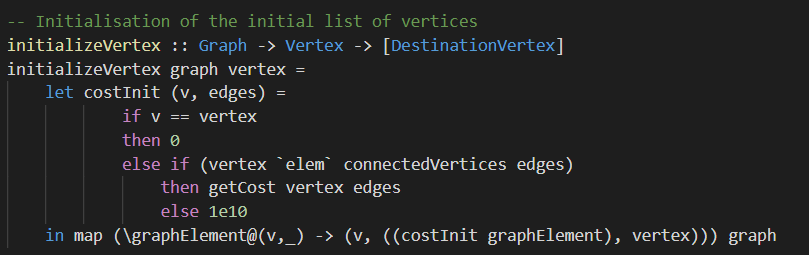 -- Initialisation of the initial list of vertices
initializeVertex :: Graph -> Vertex -> [DestinationVertex]
initializeVertex graph vertex =
    let costInit (v, edges) =
            if v == vertex
            then 0
            else if (vertex `elem` connectedVertices edges)
                then getCost vertex edges
                else 1e10
    in map (\graphElement@(v,_) -> (v, ((costInit graphElement), vertex))) graph